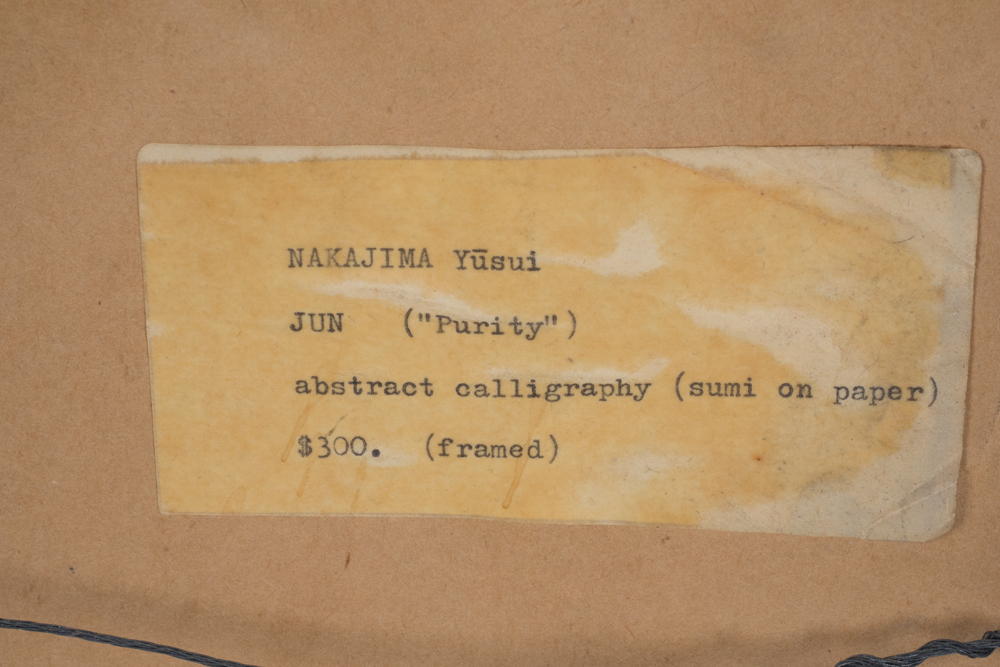 NAKAJIMA Yūsui
JUN ("Purity")
abstract calligraphy (sumi on paper)
$300. (framed)